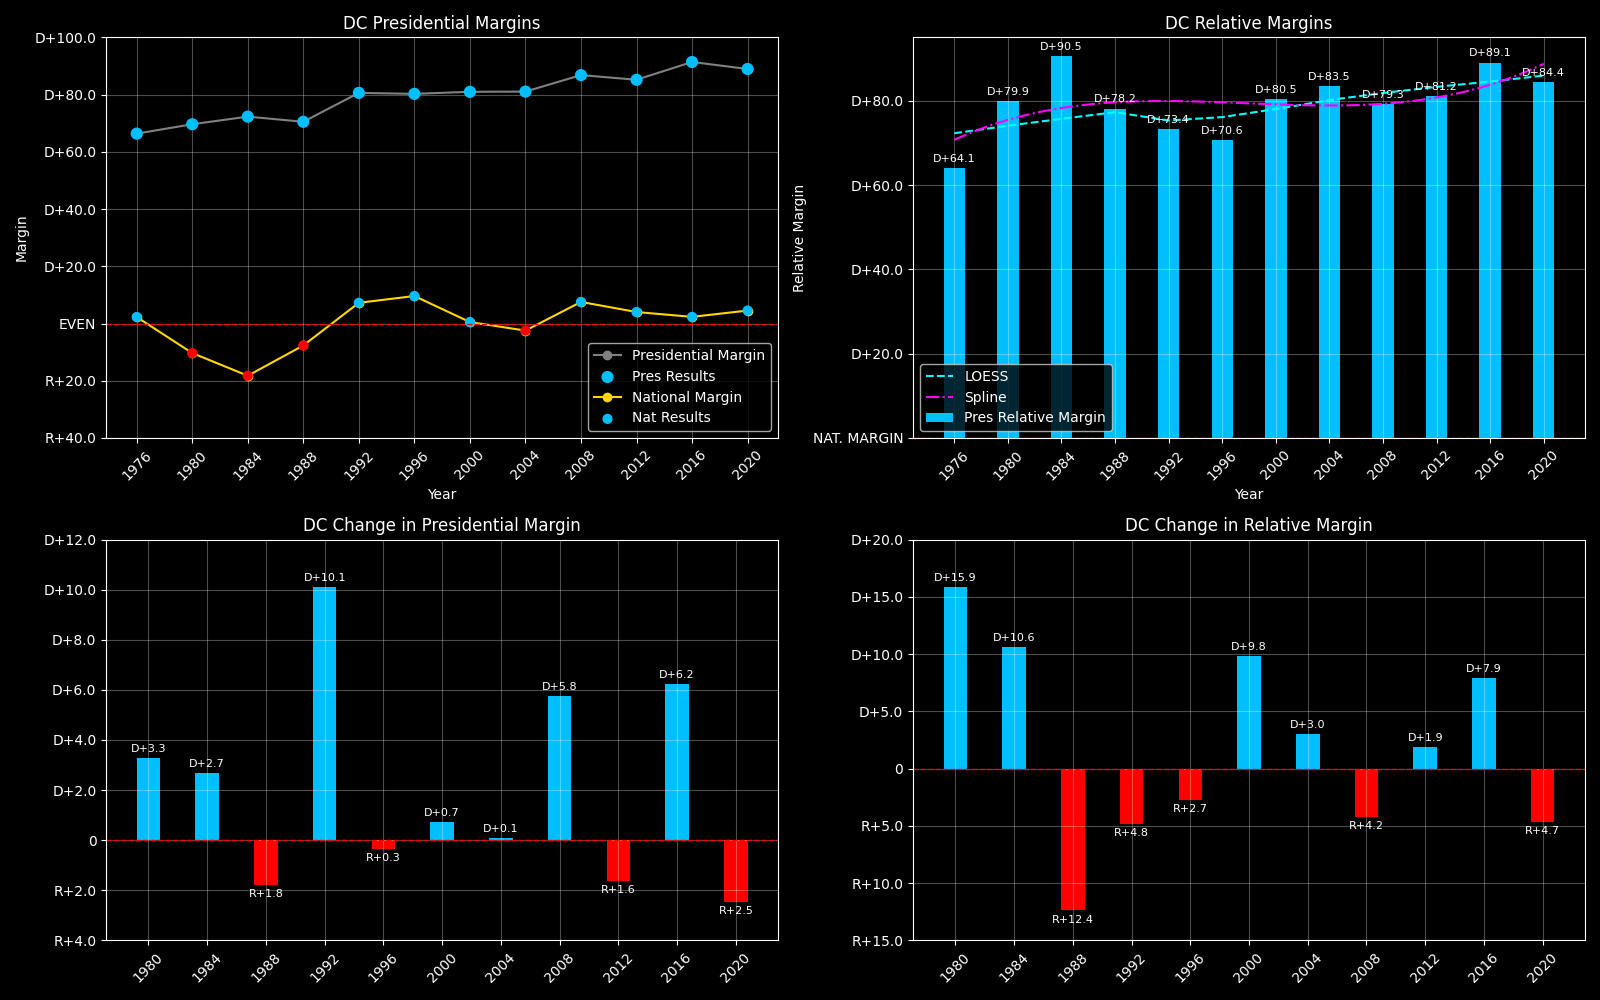 DC Presidential Margins
D+100.0
D+80.0
D+60.0
D+40.0
D+20.0
EVEN
R+20.0
R+40.0
Margin
1976
1980
1984
1988
1992
1996
2000
2004
2008
2012
2016
2020
Year
Presidential Margin
Pres Results
National Margin
Nat Results
DC Relative Margins
D+80.0
D+60.0
D+40.0
D+20.0
NAT. MARGIN
Relative Margin
D+64.1
D+79.9
D+90.5
D+78.2
D+73.4
D+70.6
D+80.5
D+83.5
D+79.3
D+81.2
D+89.1
D+84.4
LOESS
Spline
Pres Relative Margin
1976
1980
1984
1988
1992
1996
2000
2004
2008
2012
2016
2020
Year
DC Change in Presidential Margin
D+12.0
D+10.0
D+8.0
D+6.0
D+4.0
D+2.0
0
R+2.0
R+4.0
D+3.3
D+2.7
R+1.8
D+10.1
R+0.3
D+0.7
D+0.1
D+5.8
R+1.6
D+6.2
R+2.5
1980
1984
1988
1992
1996
2000
2004
2008
2012
2016
2020
DC Change in Relative Margin
D+20.0
D+15.0
D+10.0
D+5.0
0
R+5.0
R+10.0
R+15.0
D+15.9
D+10.6
R+12.4
R+4.8
R+2.7
D+9.8
D+3.0
R+4.2
D+1.9
D+7.9
R+4.7
1980
1984
1988
1992
1996
2000
2004
2008
2012
2016
2020